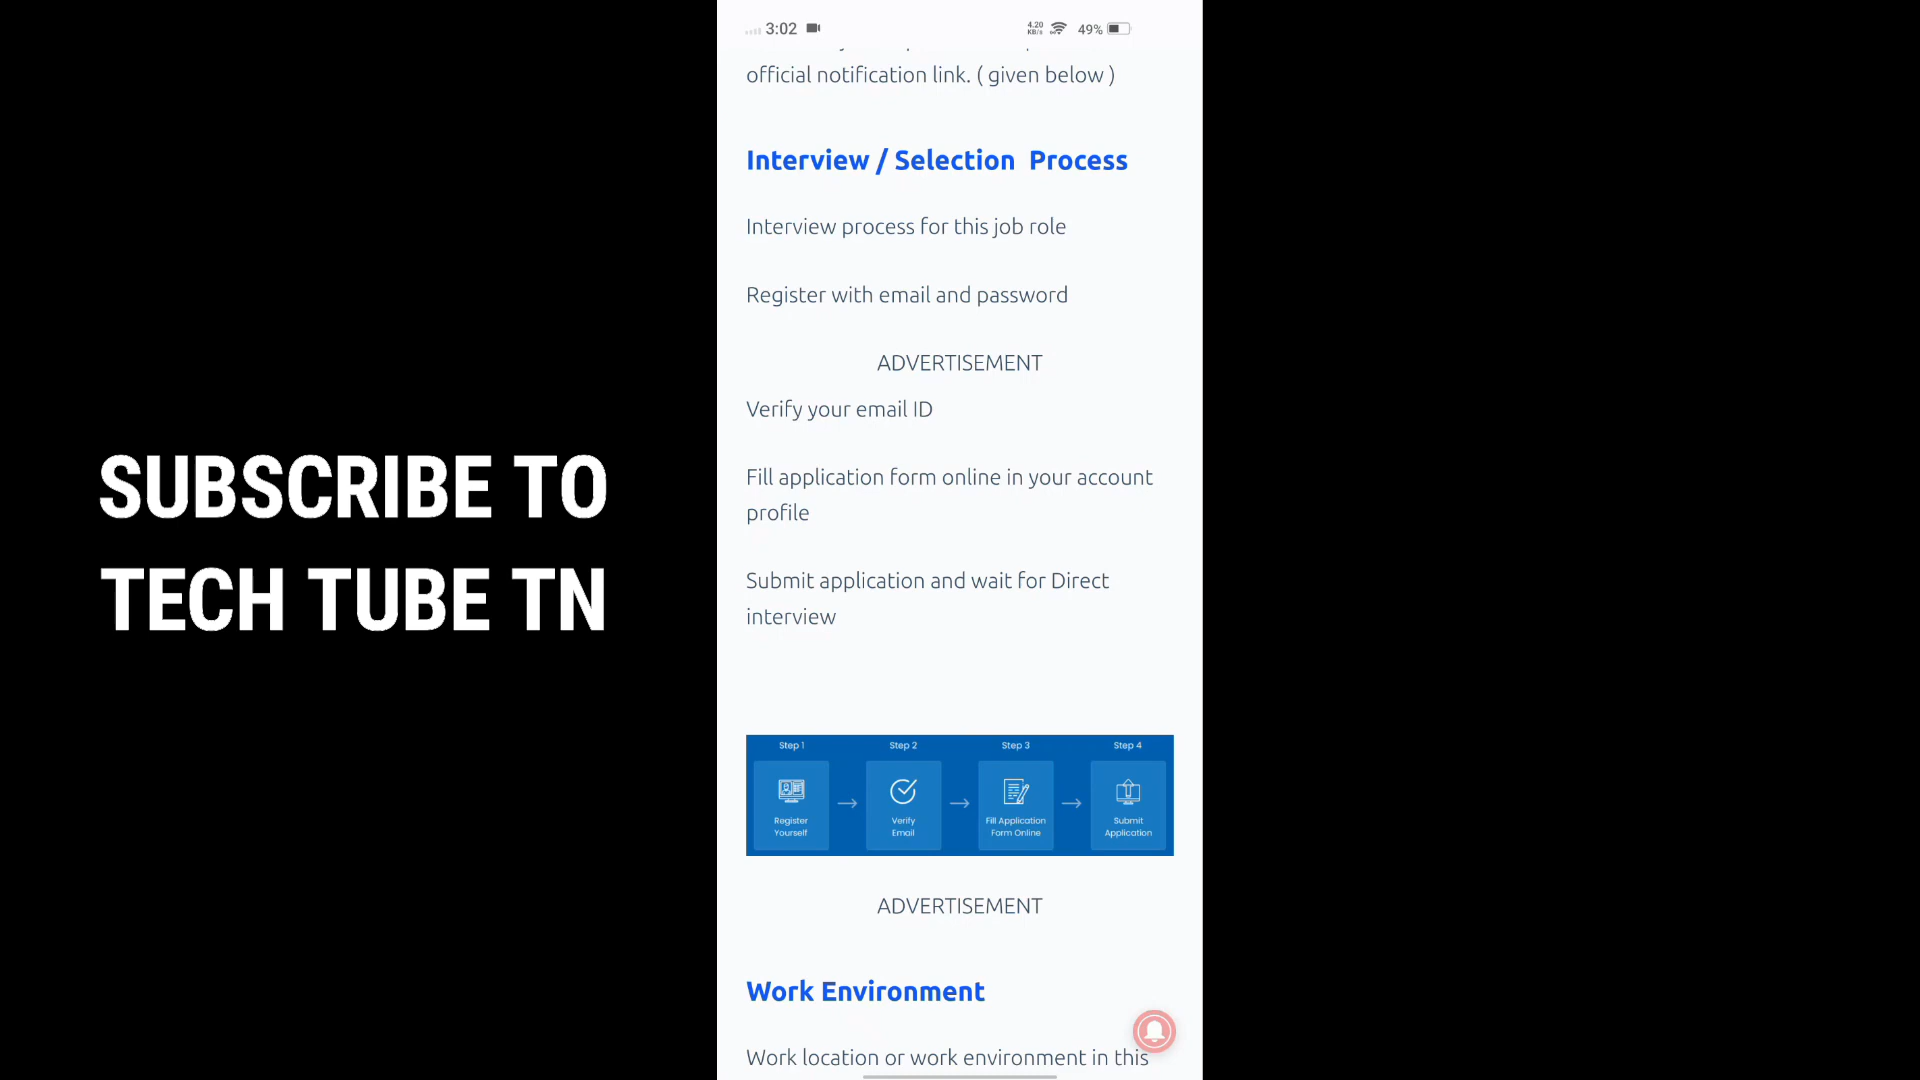 SUBSCRIBE TO
TECH TUBE TN
3:02
4.20
KB/s
49%
official notification link. ( given below )
Interview / Selection Process
Interview process for this job role
Register with email and password
ADVERTISEMENT
Verify your email ID
Fill application form online in your account
profile
Submit application and wait for Direct
interview
Step 1 Step 2 Step 3 Step 4
Register Verify Fill Application Submit
Yourself Email Form Online Application
ADVERTISEMENT
Work Environment
Work location or work environment in this